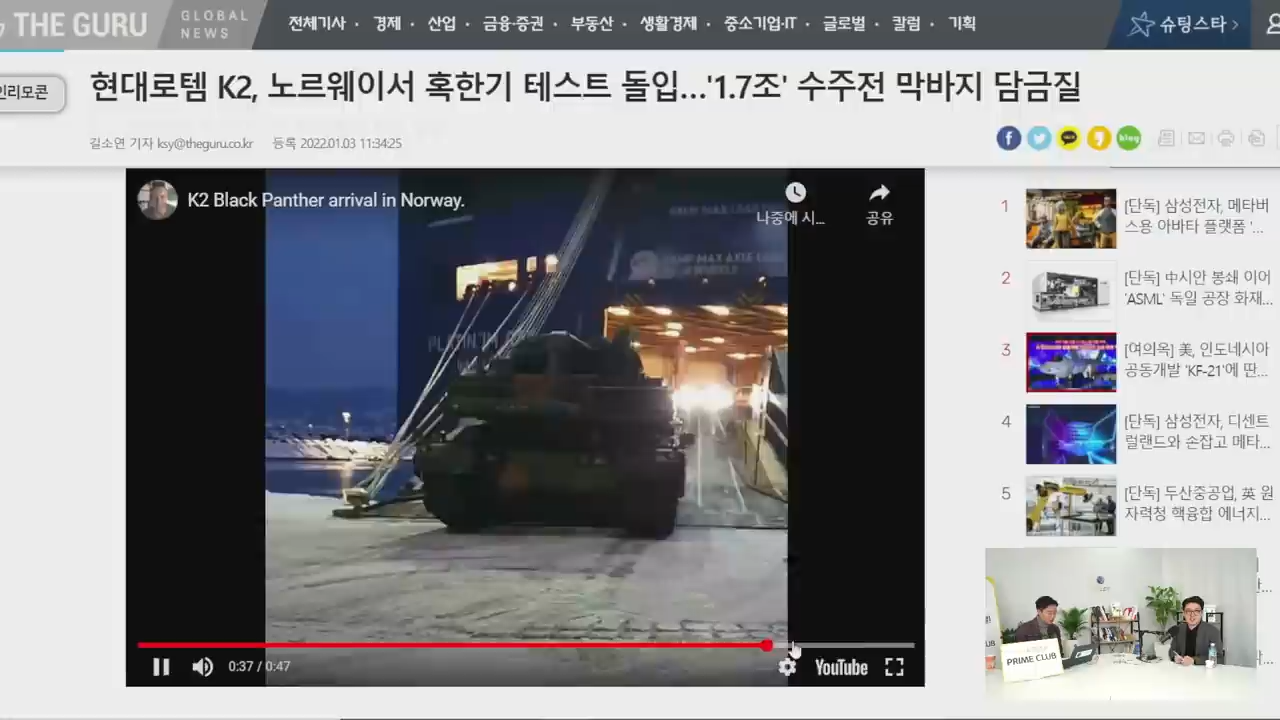 THE GURU
GLOBAL
NEWS
전체기사 · 경제 · 산업 · 금융·증권 · 부동산 · 생활경제 · 중소기업·IT · 글로벌 · 칼럼 · 기획
슈팅스타
인리모콘
현대로템 K2, 노르웨이서 혹한기 테스트 돌입...'1.7조' 수주전 막바지 담금질
길소연 기자 ksy@theguru.co.kr 등록 2022.01.03 11:34:25
blog
K2 Black Panther arrival in Norway.
나중에 시...
공유
0:37 / 0:47
YouTube
1
[단독] 삼성전자, 메타버
스용 아바타 플랫폼 '...
2
[단독] 中시안 봉쇄 이어
'ASML' 독일 공장 화재...
3
[여의옥] 美, 인도네시아
공동개발 'KF-21'에 딴...
4
[단독] 삼성전자, 디센트
럴랜드와 손잡고 메타...
5
[단독] 두산중공업, 英 원
자력청 핵융합 에너지...
PRIME CLUB